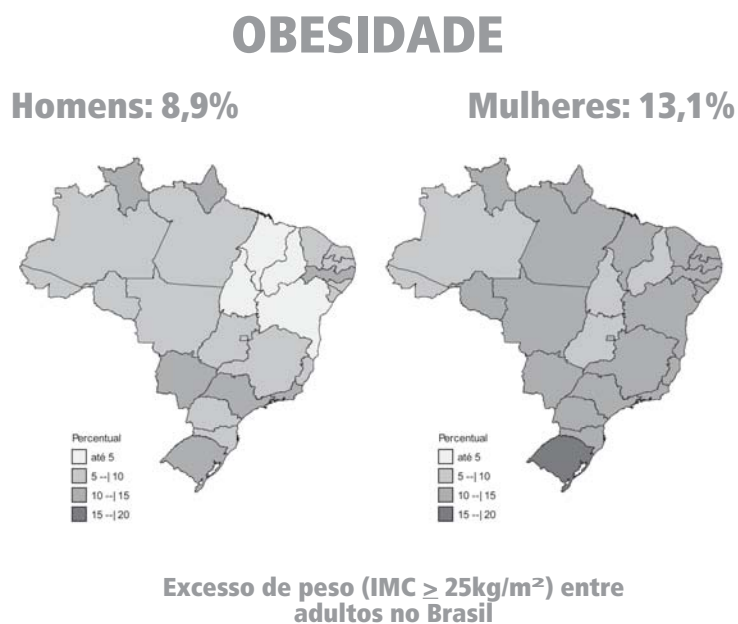 OBESIDADE
Homens: 8,9%
Mulheres: 13,1%
Percentual
até 5
5 --| 10
10 --| 15
15 --| 20
Percentual
até 5
5 --| 10
10 --| 15
15 --| 20
Excesso de peso (IMC ≥ 25kg/m²) entre
adultos no Brasil